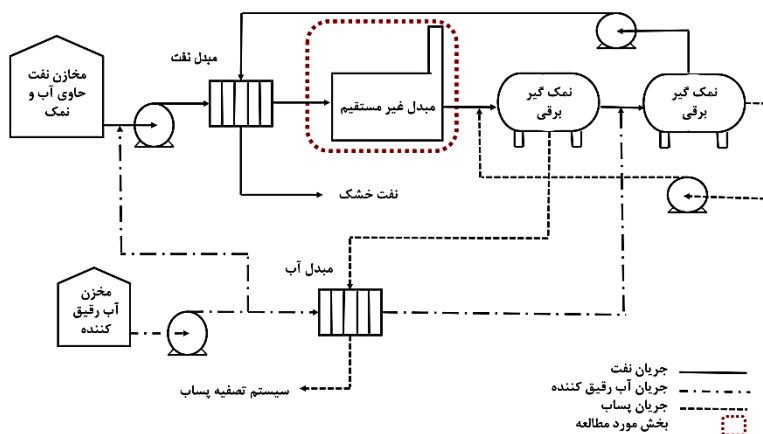 مبدل نفت
مخازن نفت
حاوی آب و
نمک
مبدل غیر مستقیم
نمک گیر
برقی
نمک گیر
برقی
نفت خشک
مبدل آب
مخزن
آب رقیق
کننده
سیستم تصفیه پساب
جریان نفت
جریان آب رقیق کننده
جریان پساب
بخش مورد مطالعه